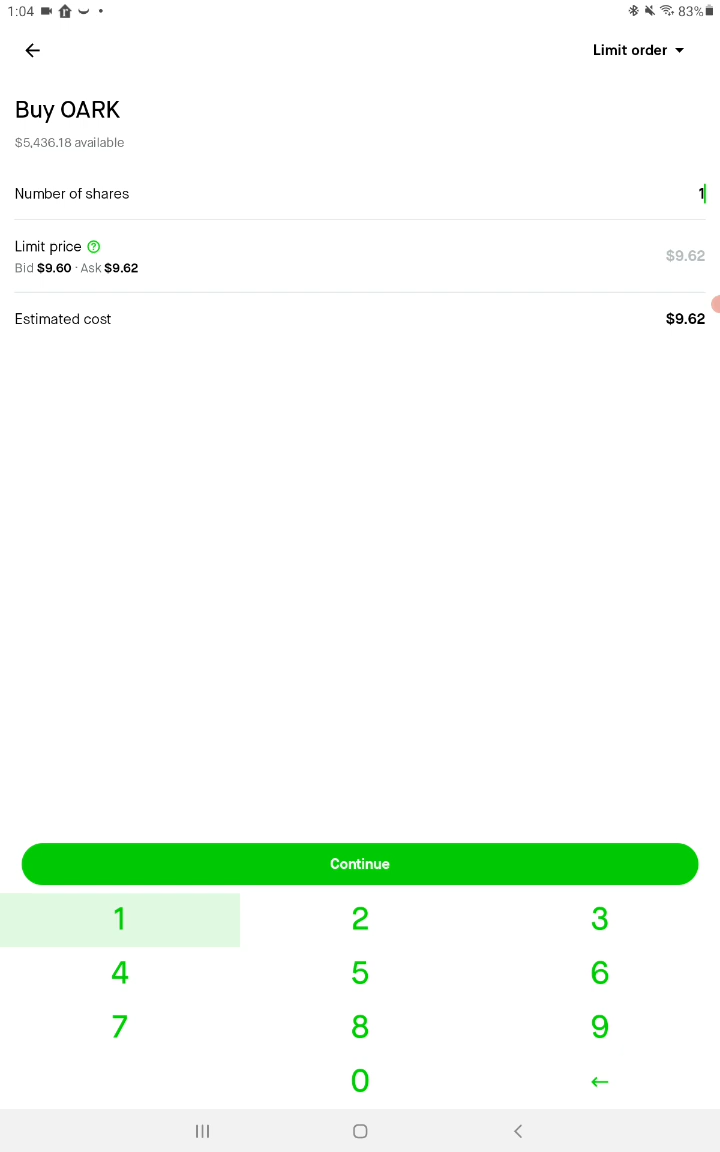 1:04
83%
Limit order
Buy OARK
$5,436.18 available
Number of shares
1
Limit price
Bid $9.60 · Ask $9.62
$9.62
Estimated cost
$9.62
Continue
1 2 3
4 5 6
7 8 9
0